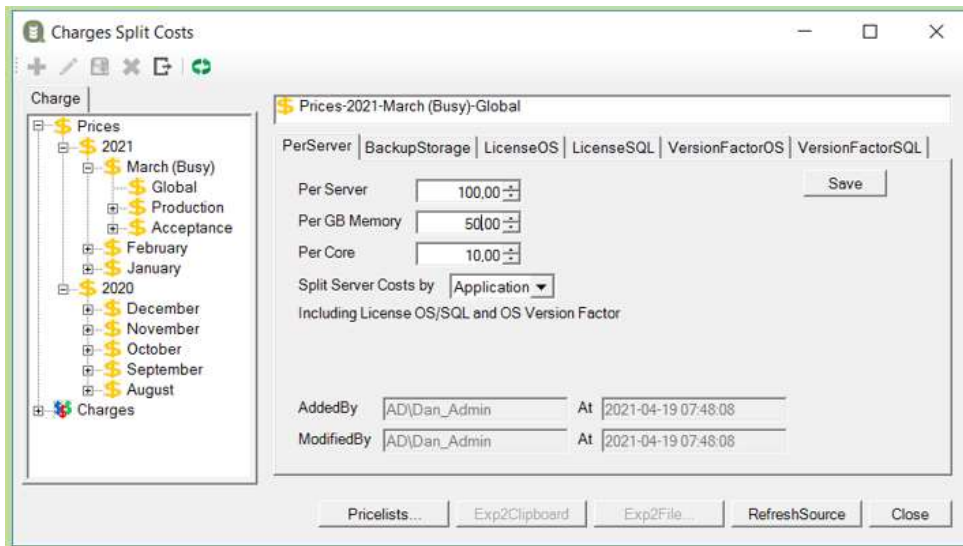 Charges Split Costs
Charge
Prices
2021
March (Busy)
Global
Production
Acceptance
February
January
2020
December
November
October
September
August
Charges
Prices-2021-March (Busy)-Global
PerServer BackupStorage LicenseOS LicenseSQL VersionFactorOS VersionFactorSQL
Per Server 100,00 Save
Per GB Memory 50,00
Per Core 10,00
Split Server Costs by Application
Including License OS/SQL and OS Version Factor
AddedBy AD\Dan_Admin At 2021-04-19 07:48:08
ModifiedBy AD\Dan_Admin At 2021-04-19 07:48:08
Pricelists... Exp2Clipboard Exp2File... RefreshSource Close